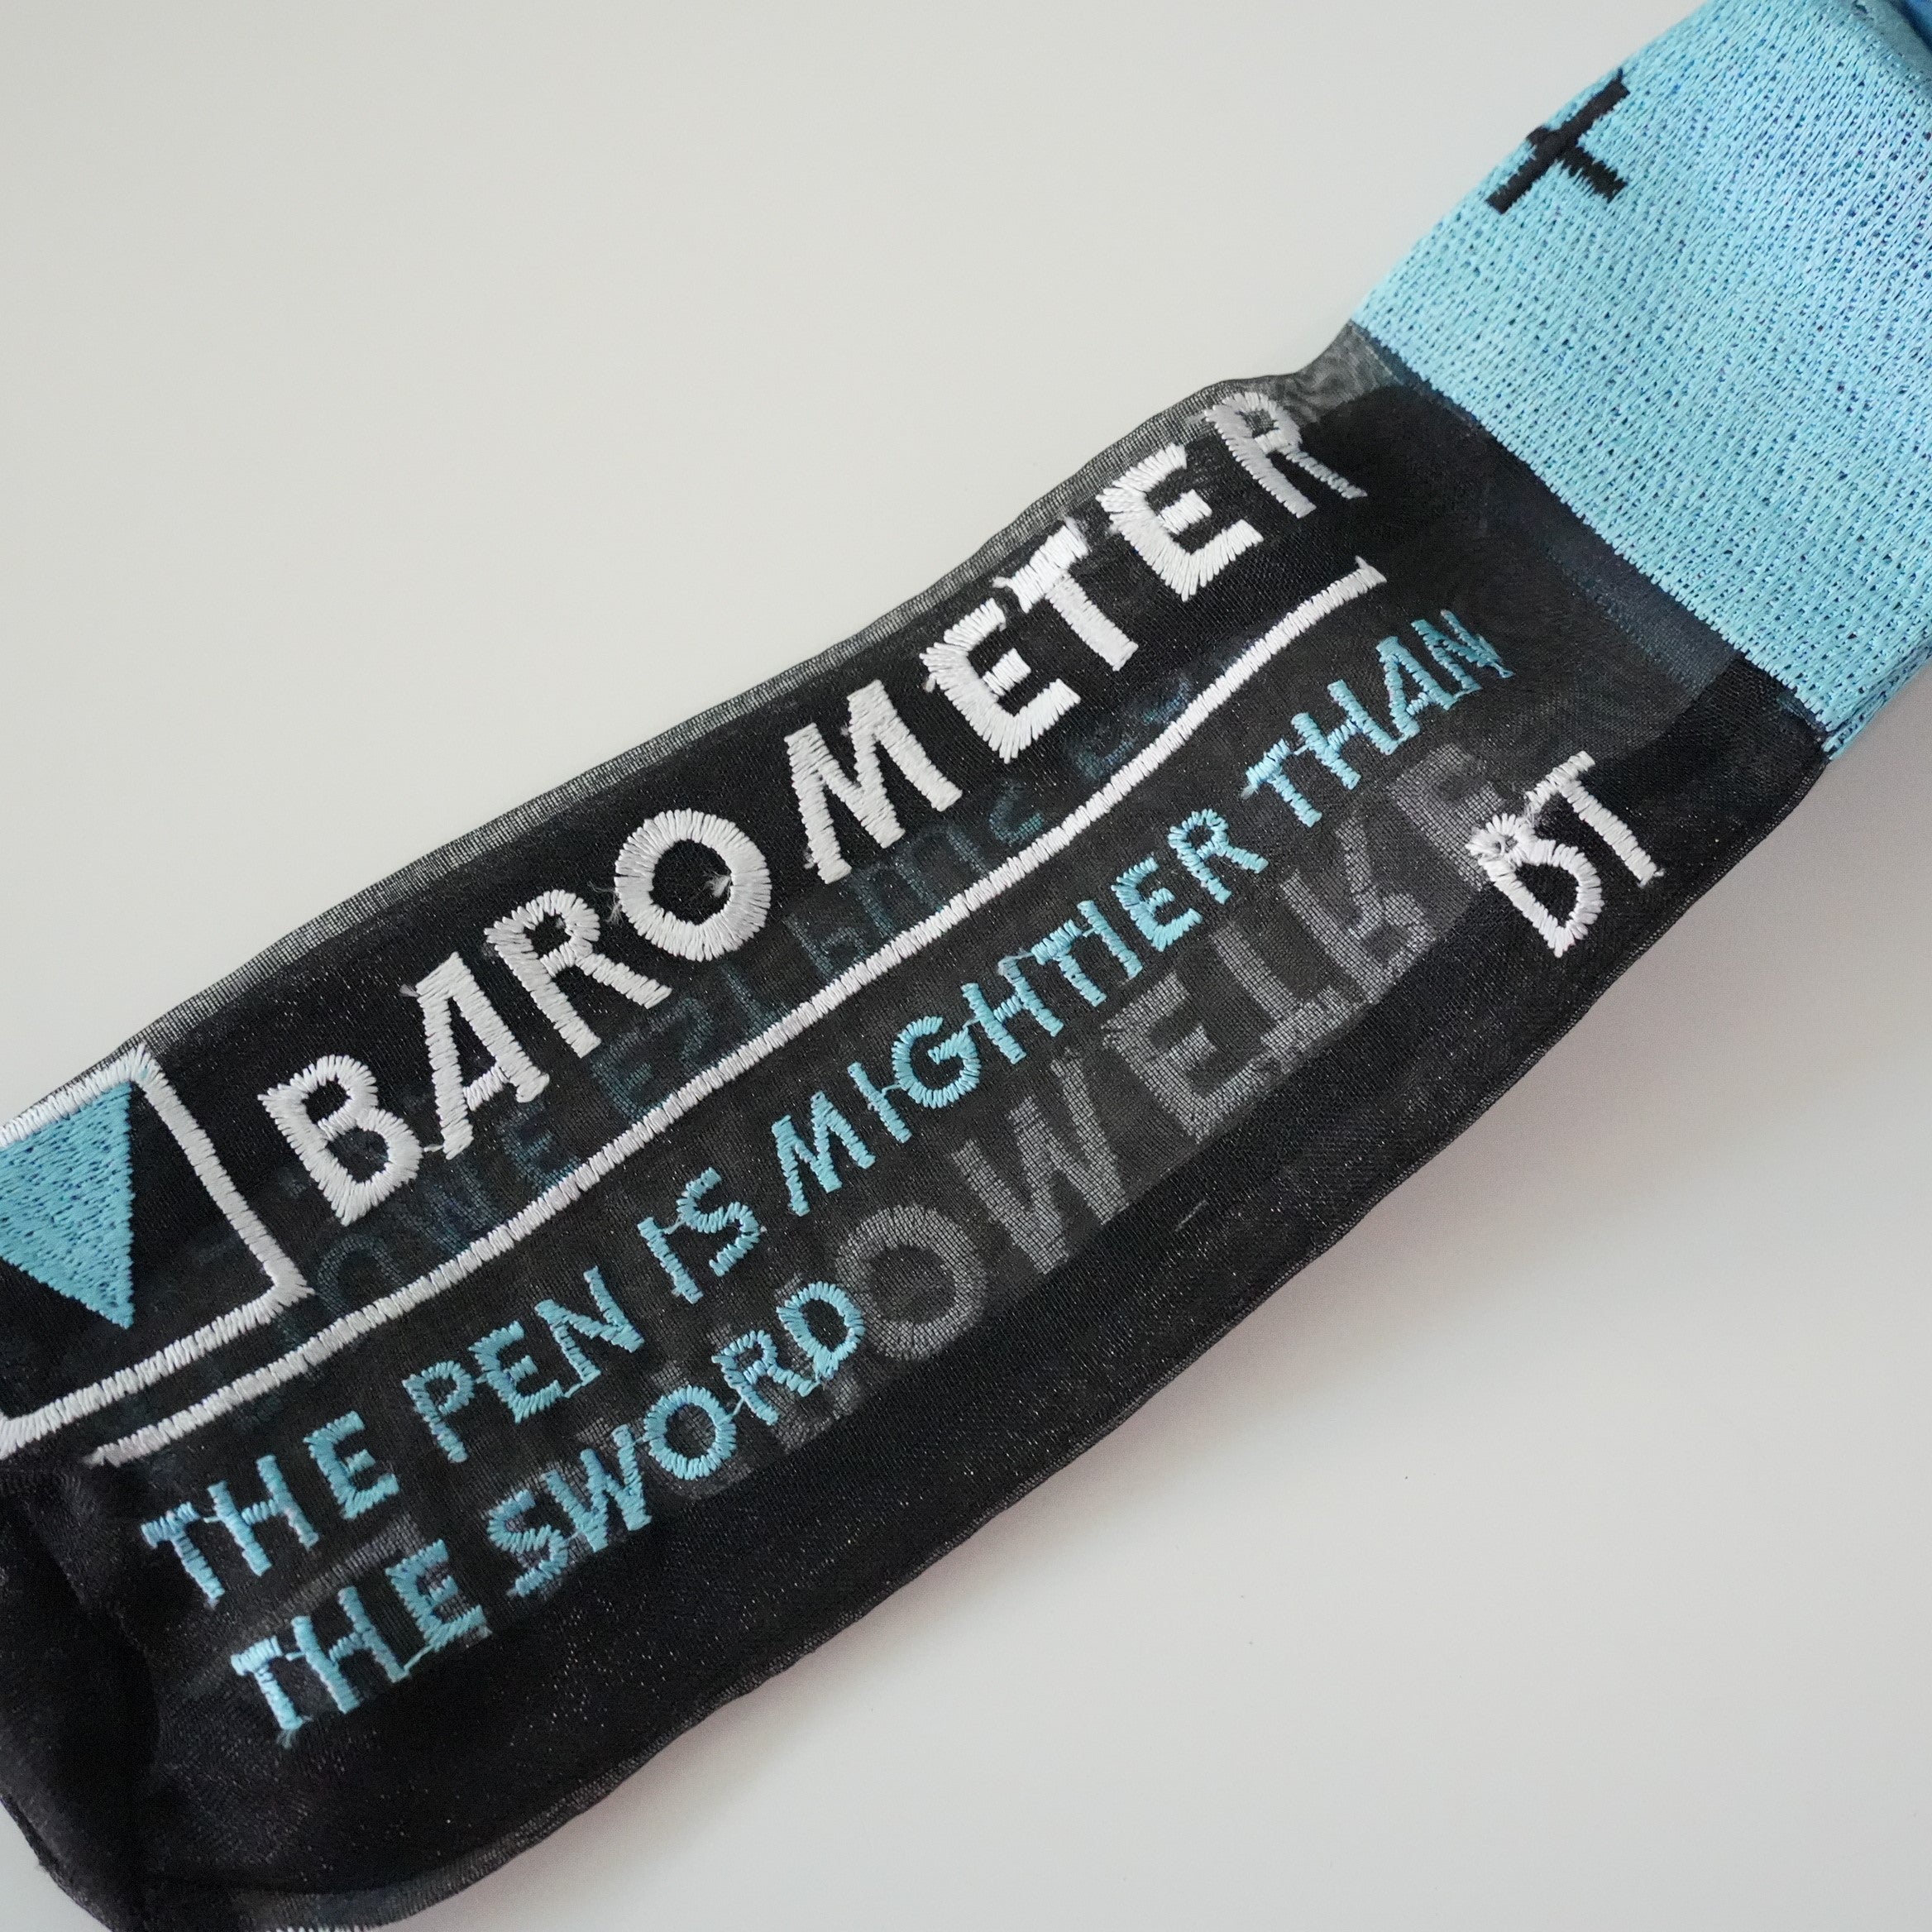 BAROMETER
THE PEN IS MIGHTIER THAN
THE SWORD
BT